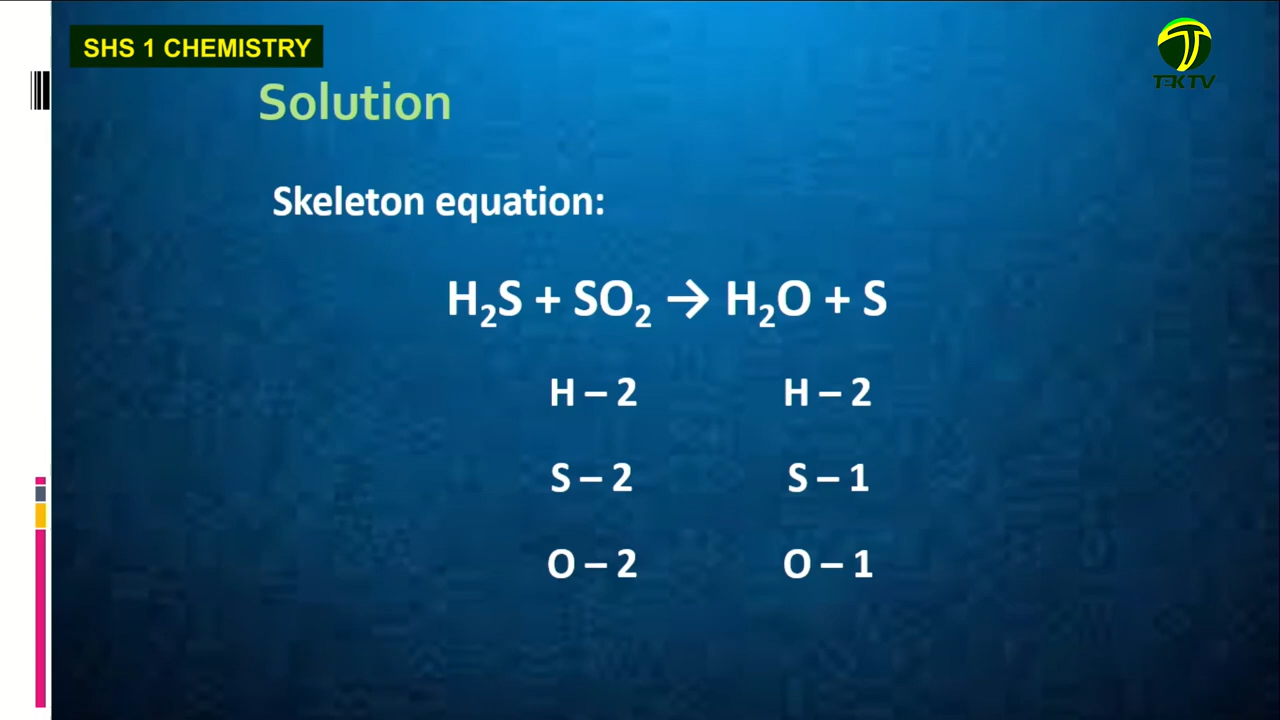 SHS 1 CHEMISTRY
TEKTV
Solution
Skeleton equation:
H₂S + SO₂ → H₂O + S
H – 2 H – 2
S – 2 S – 1
O – 2 O – 1